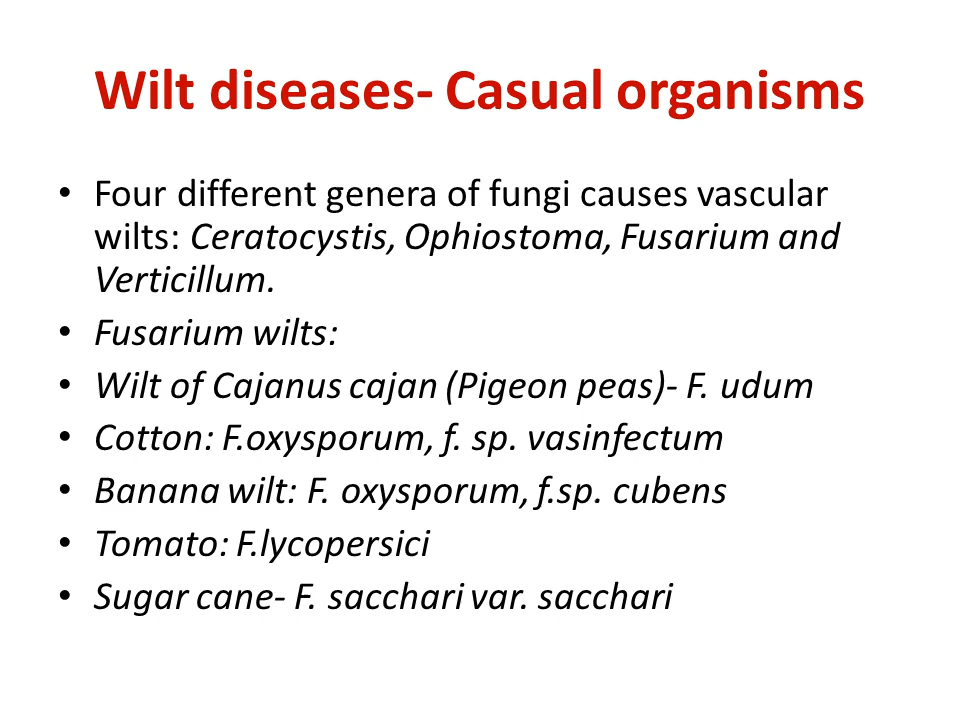 Wilt diseases- Casual organisms
• Four different genera of fungi causes vascular
wilts: Ceratocystis, Ophiostoma, Fusarium and
Verticillum.
• Fusarium wilts:
• Wilt of Cajanus cajan (Pigeon peas)- F. udum
• Cotton: F.oxysporum, f. sp. vasinfectum
• Banana wilt: F. oxysporum, f.sp. cubens
• Tomato: F.lycopersici
• Sugar cane- F. sacchari var. sacchari